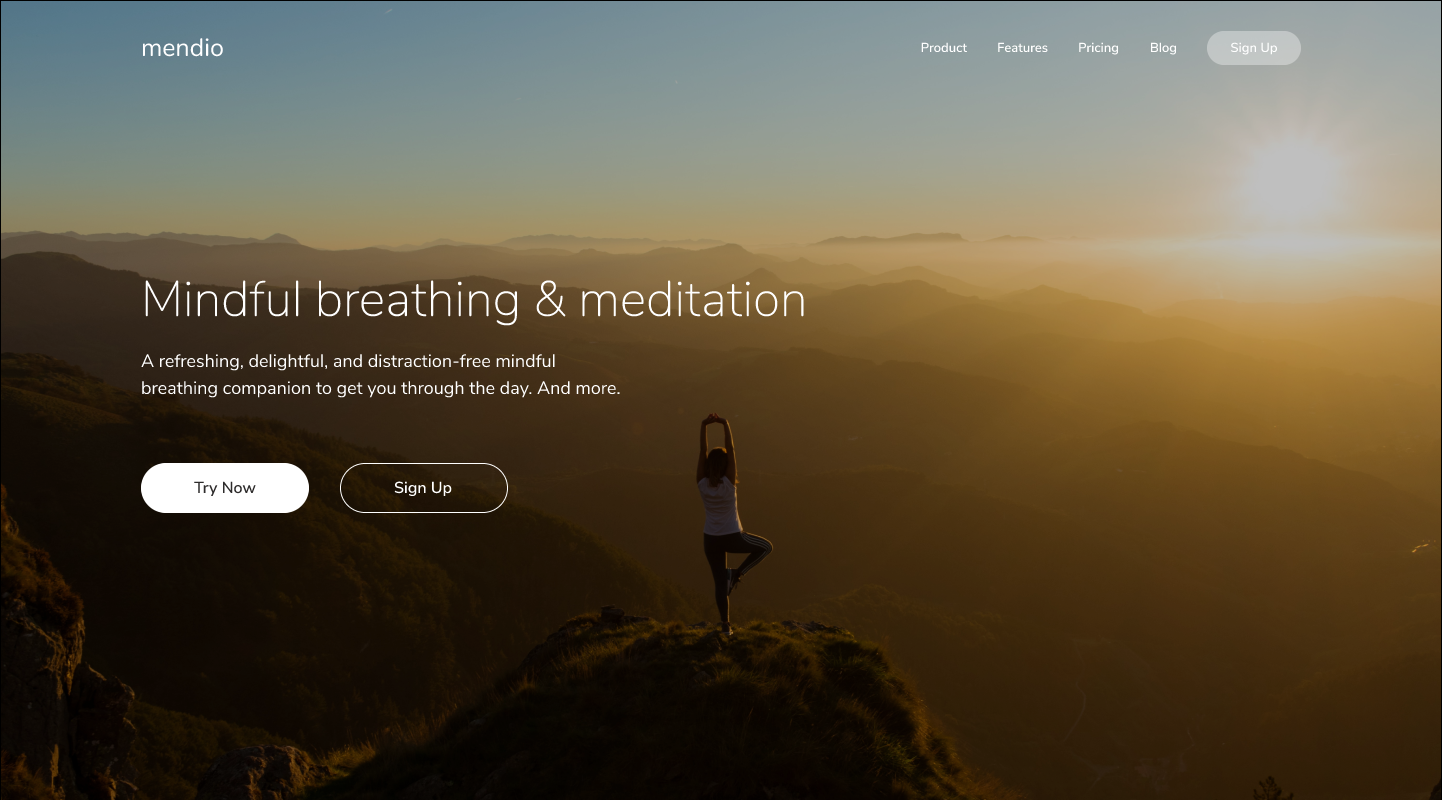 mendio
Product
Features
Pricing
Blog
Sign Up
Mindful breathing & meditation
A refreshing, delightful, and distraction-free mindful
breathing companion to get you through the day. And more.
Try Now
Sign Up